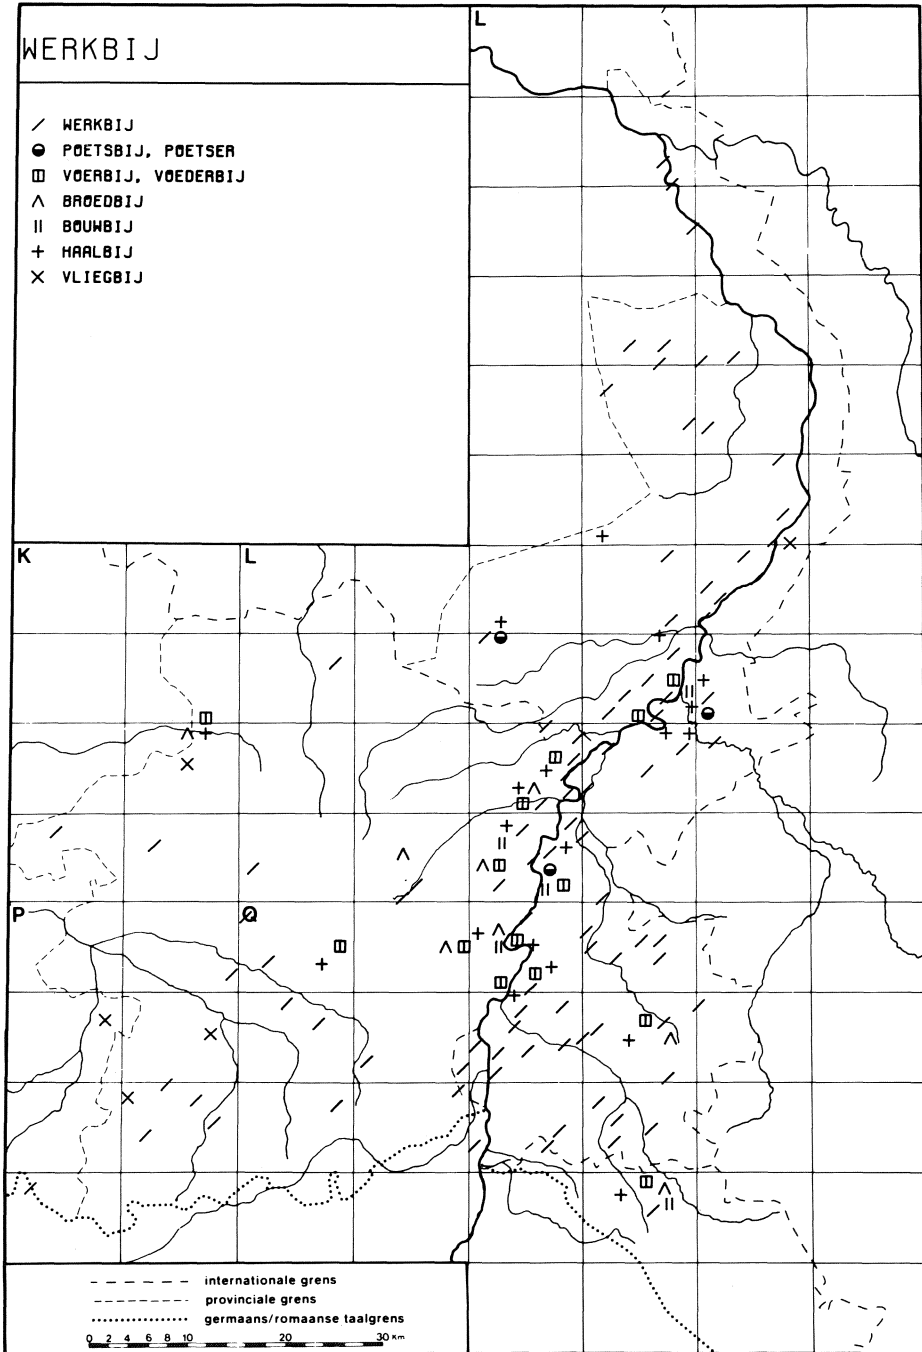 WERKBIJ
WERKBIJ
POETSBIJ, POETSER
VOERBIJ, VOEDERBIJ
BROEDBIJ
BOUWBIJ
HAALBIJ
VLIEGBIJ
L
K
L
P
Q
internationale grens
provinciale grens
germaans/romaanse taalgrens
0 2 4 6 8 10 20 30 Km